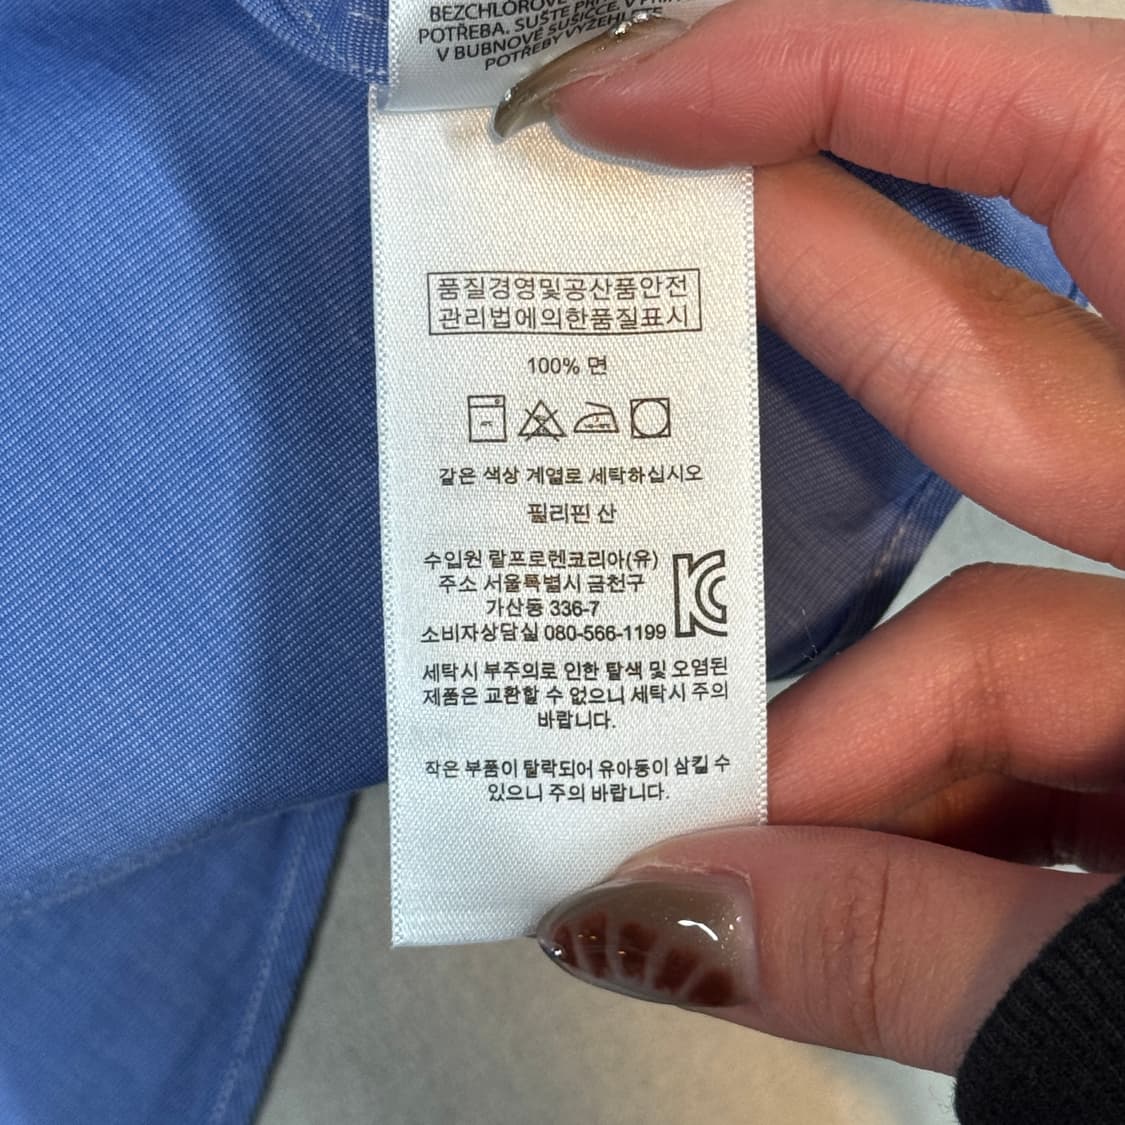 BEZCHLOROVÉ
POTŘEBA. SUŠTE PŘI
V BUBNOVÉ SUŠIČCE, V PŘÍPADĚ
POTŘEBY VYŽEHLETE
품질경영및공산품안전
관리법에의한품질표시
100% 면
같은 색상 계열로 세탁하십시오
필리핀 산
수입원 랄프로렌코리아(유)
주소 서울특별시 금천구
가산동 336-7
소비자상담실 080-566-1199
KC
세탁시 부주의로 인한 탈색 및 오염된
제품은 교환할 수 없으니 세탁시 주의
바랍니다.
작은 부품이 탈락되어 유아동이 삼킬 수
있으니 주의 바랍니다.